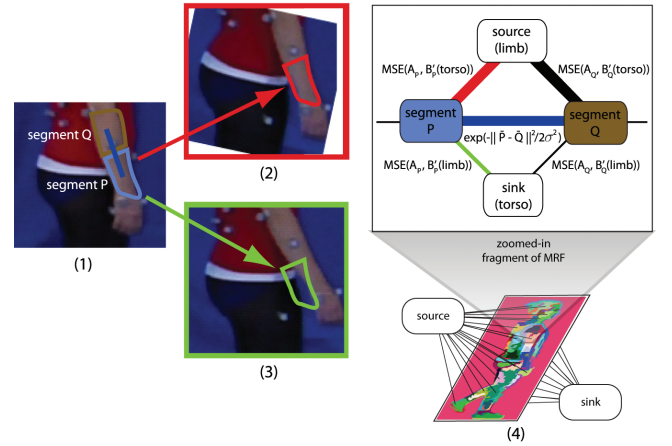 segment Q
segment P
(1)
(2)
(3)
source
(limb)
MSE(A_P, B'_P(torso))
MSE(A_Q, B'_Q(torso))
segment
P
segment
Q
exp(-|| P̄ - Q̄ ||²/2σ²)
MSE(A_P, B'_P(limb))
MSE(A_Q, B'_Q(limb))
sink
(torso)
zoomed-in
fragment of MRF
source
sink
(4)